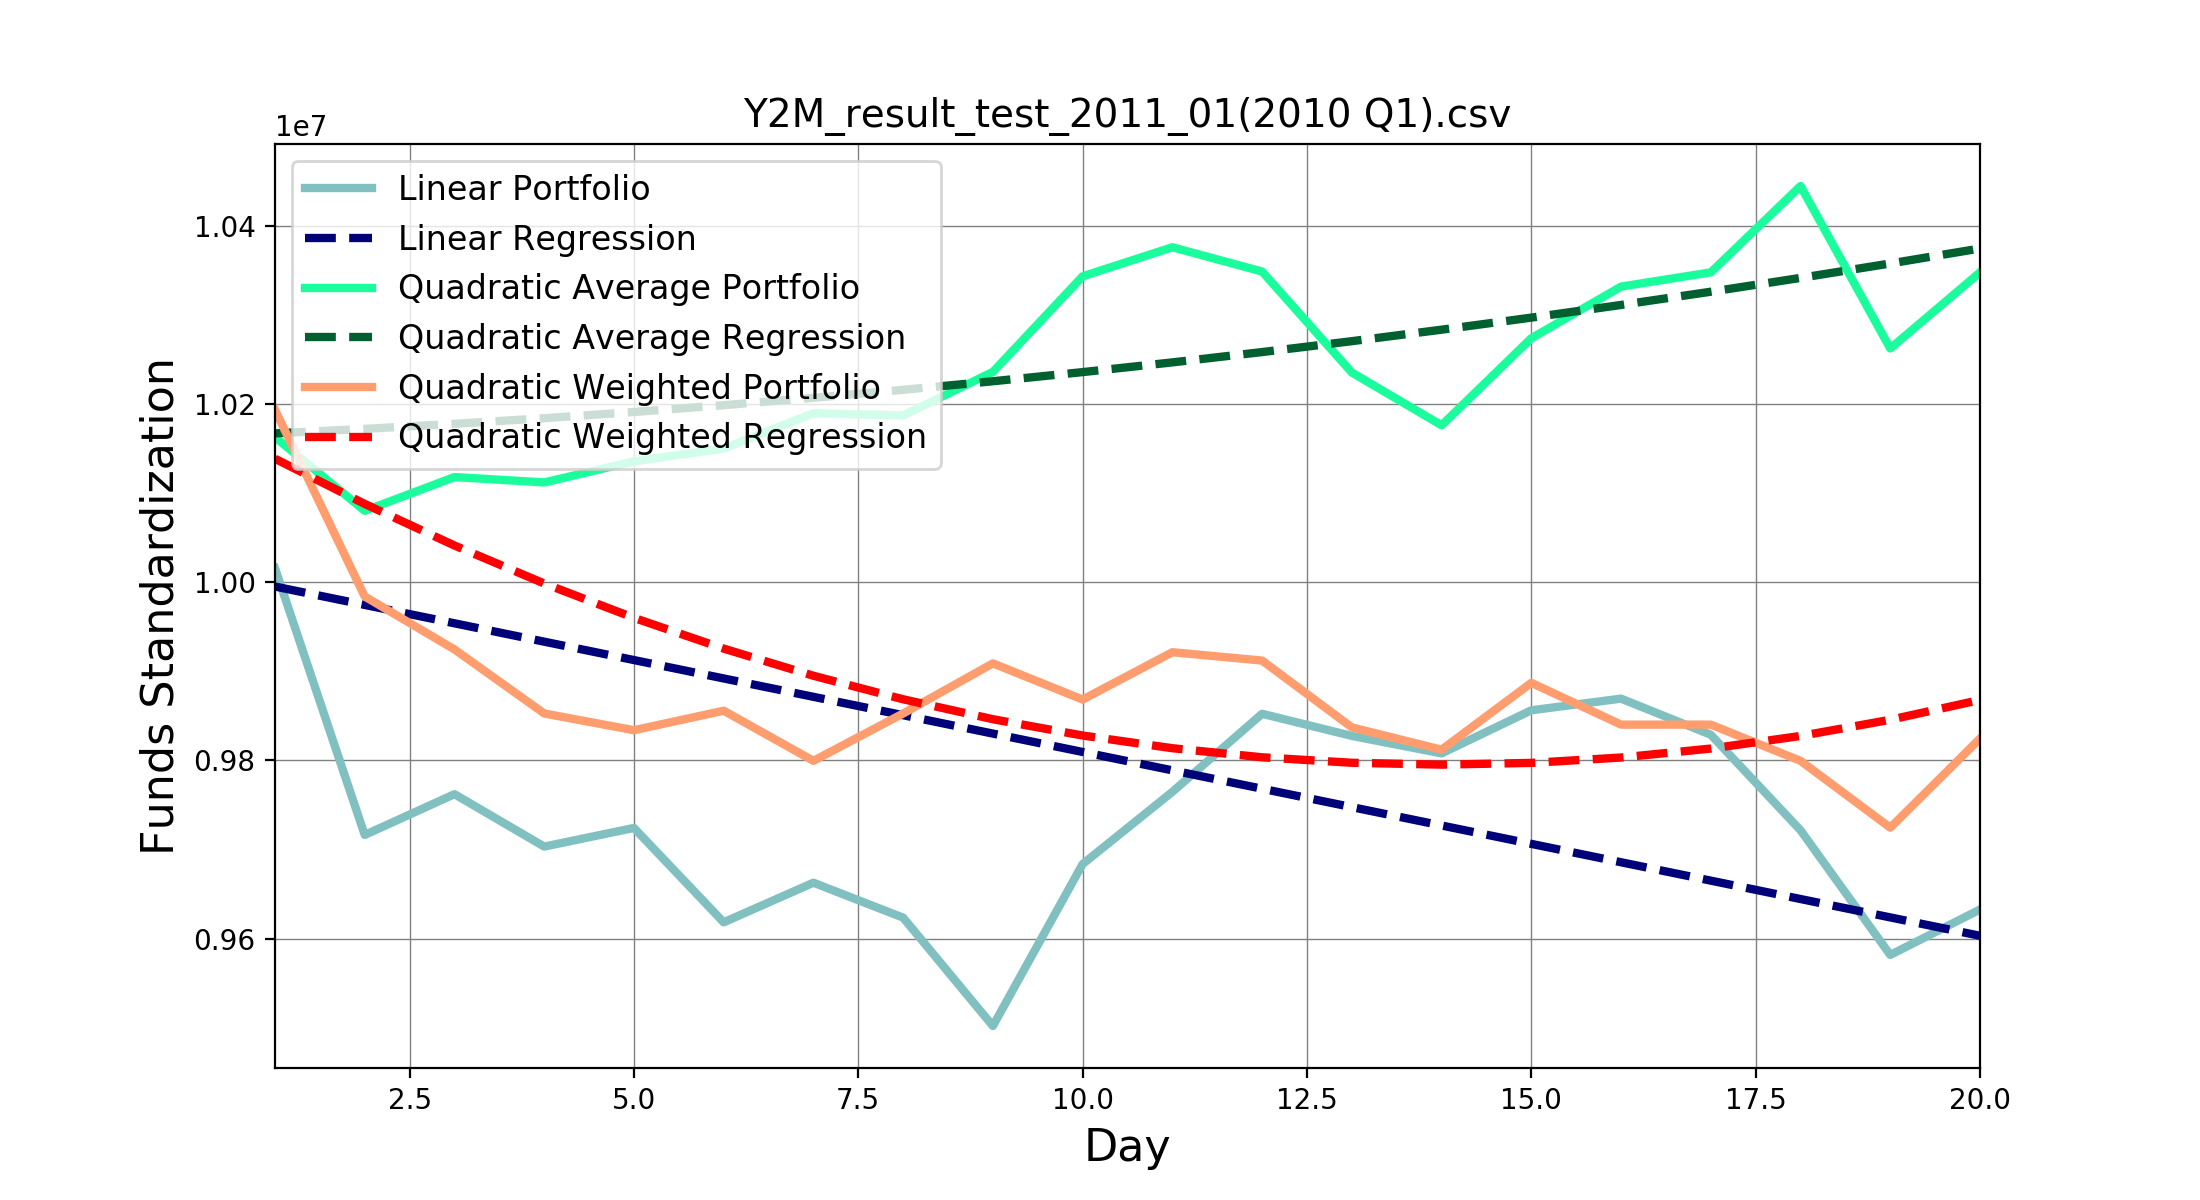 Y2M_result_test_2011_01(2010 Q1).csv
1e7
Linear Portfolio
Linear Regression
Quadratic Average Portfolio
Quadratic Average Regression
Quadratic Weighted Portfolio
Quadratic Weighted Regression
1.04
1.02
1.00
0.98
0.96
Funds Standardization
2.5 5.0 7.5 10.0 12.5 15.0 17.5 20.0
Day